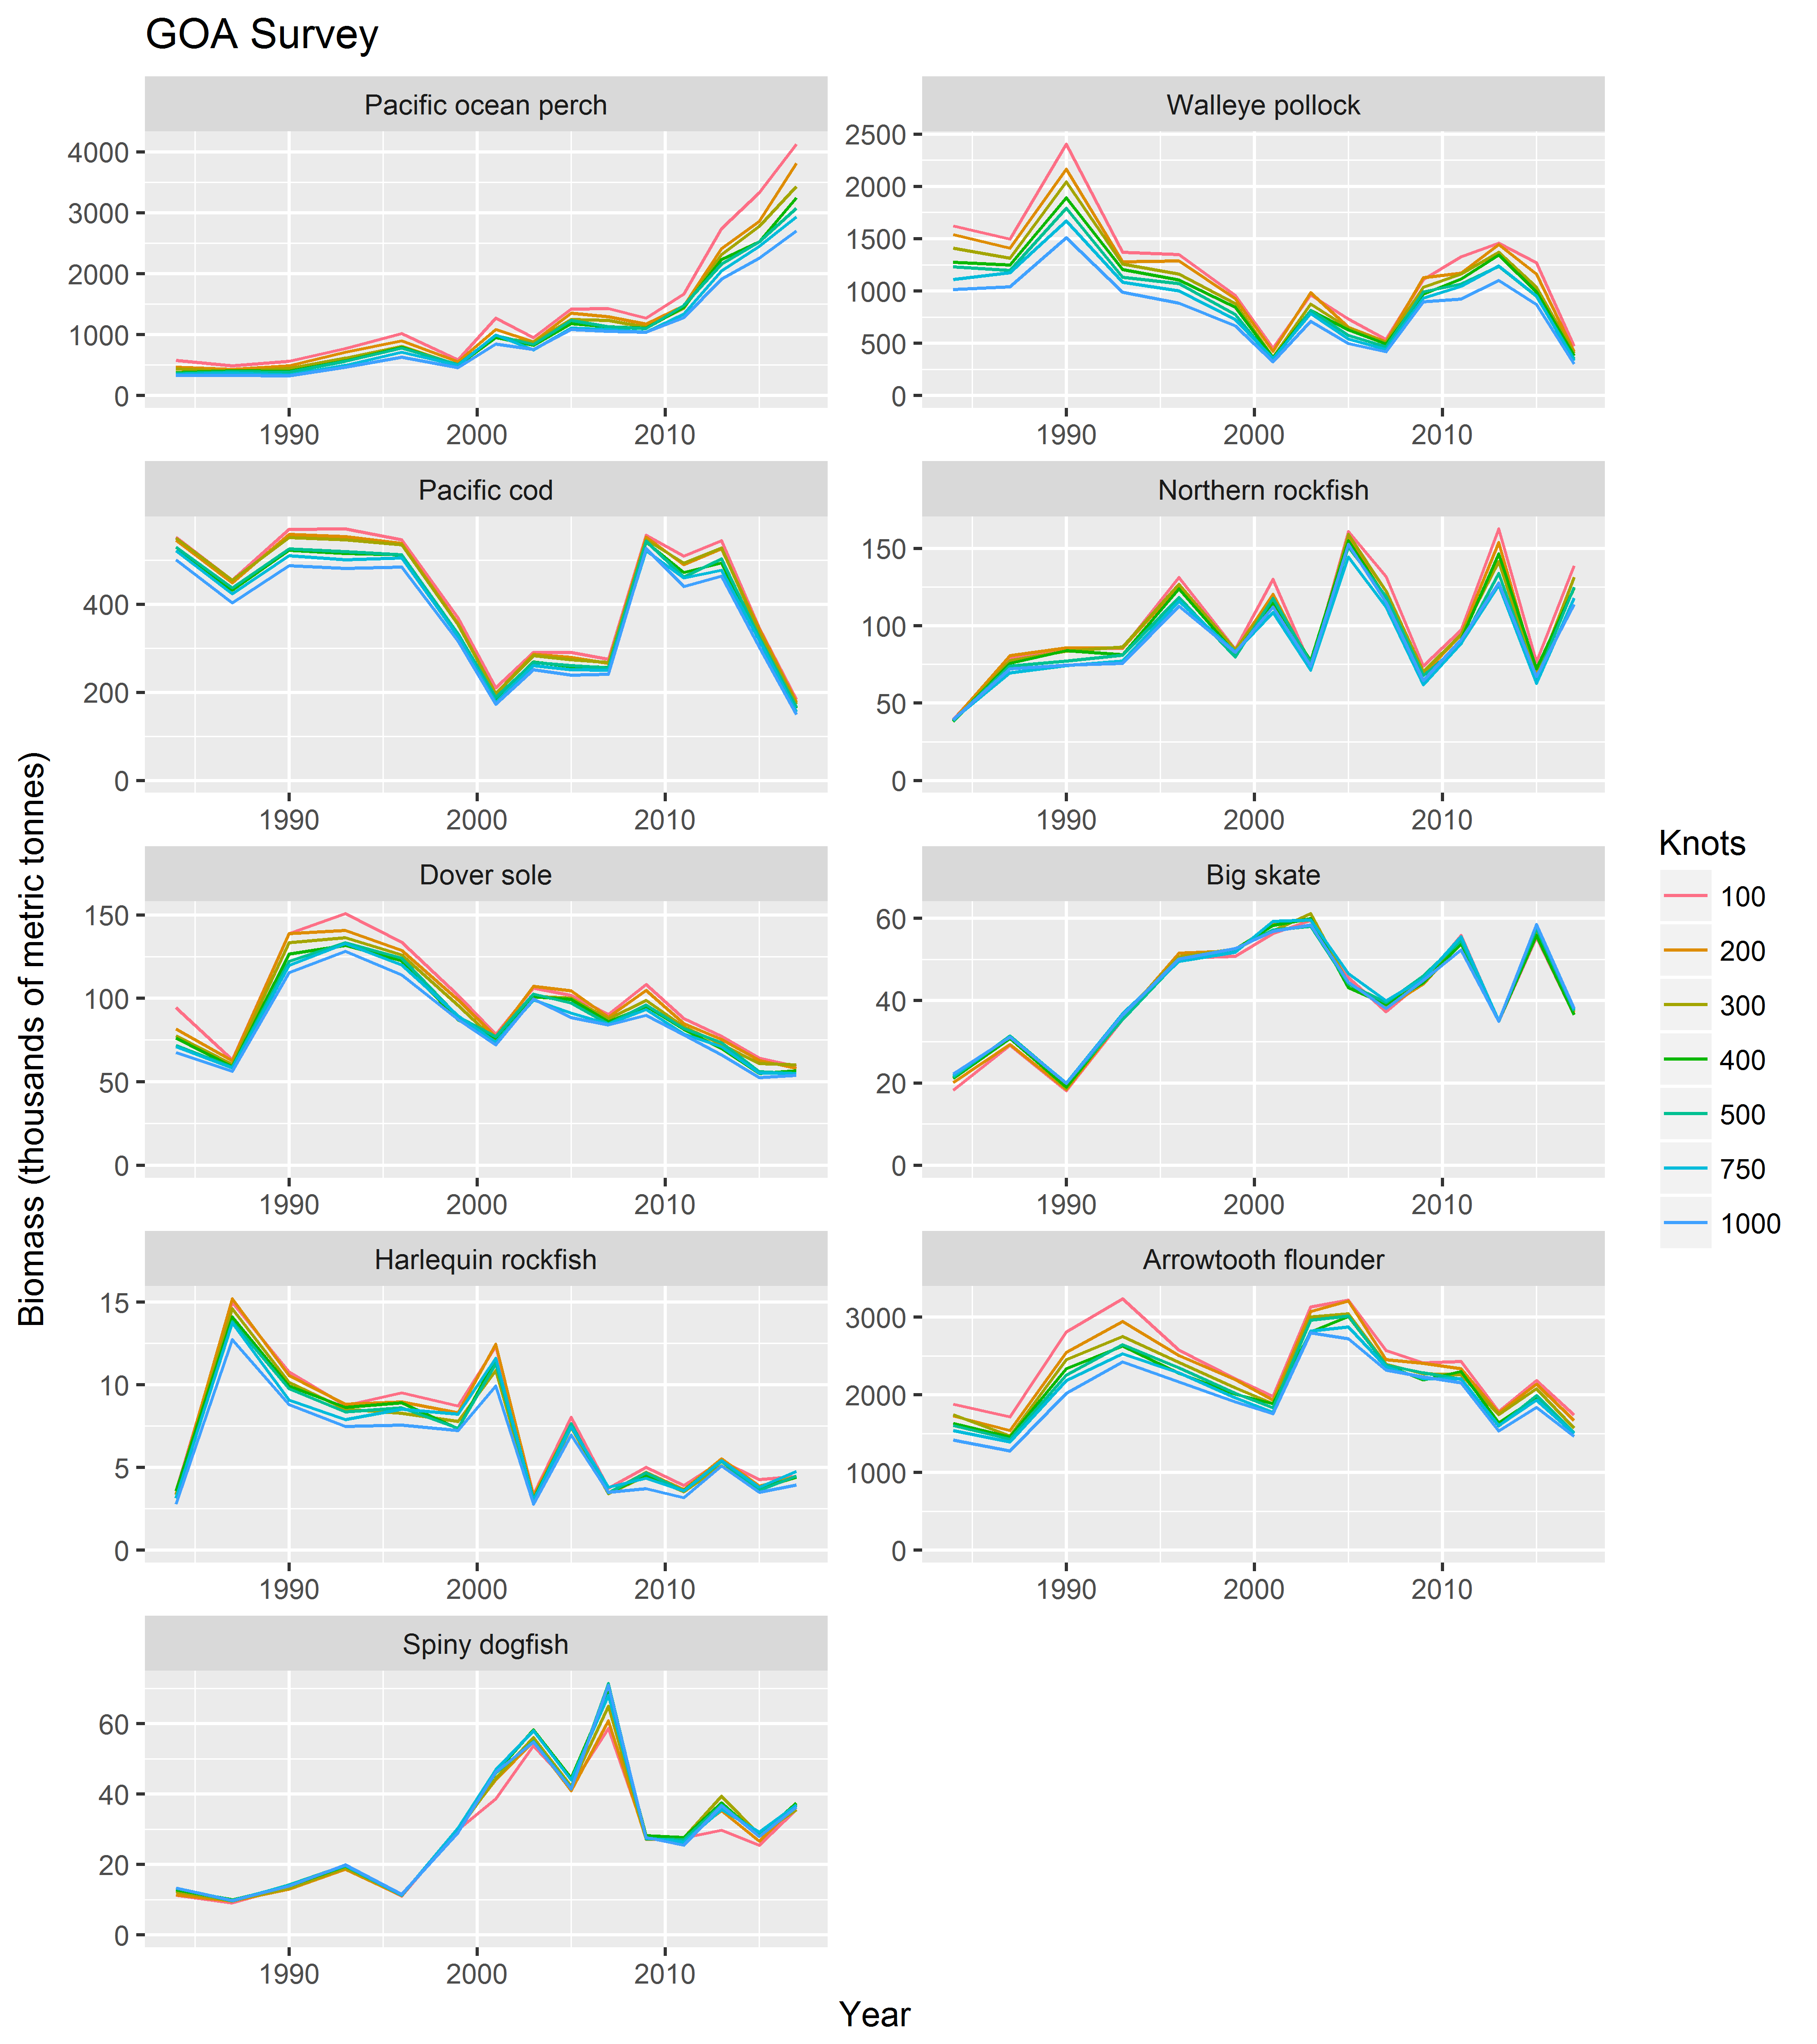 GOA Survey
Pacific ocean perch
4000
3000
2000
1000
0
1990 2000 2010
Walleye pollock
2500
2000
1500
1000
500
0
1990 2000 2010
Pacific cod
400
200
0
1990 2000 2010
Northern rockfish
150
100
50
0
1990 2000 2010
Dover sole
150
100
50
0
1990 2000 2010
Big skate
60
40
20
0
1990 2000 2010
Harlequin rockfish
15
10
5
0
1990 2000 2010
Arrowtooth flounder
3000
2000
1000
0
1990 2000 2010
Spiny dogfish
60
40
20
0
1990 2000 2010
Year
Biomass (thousands of metric tonnes)
Knots
100
200
300
400
500
750
1000